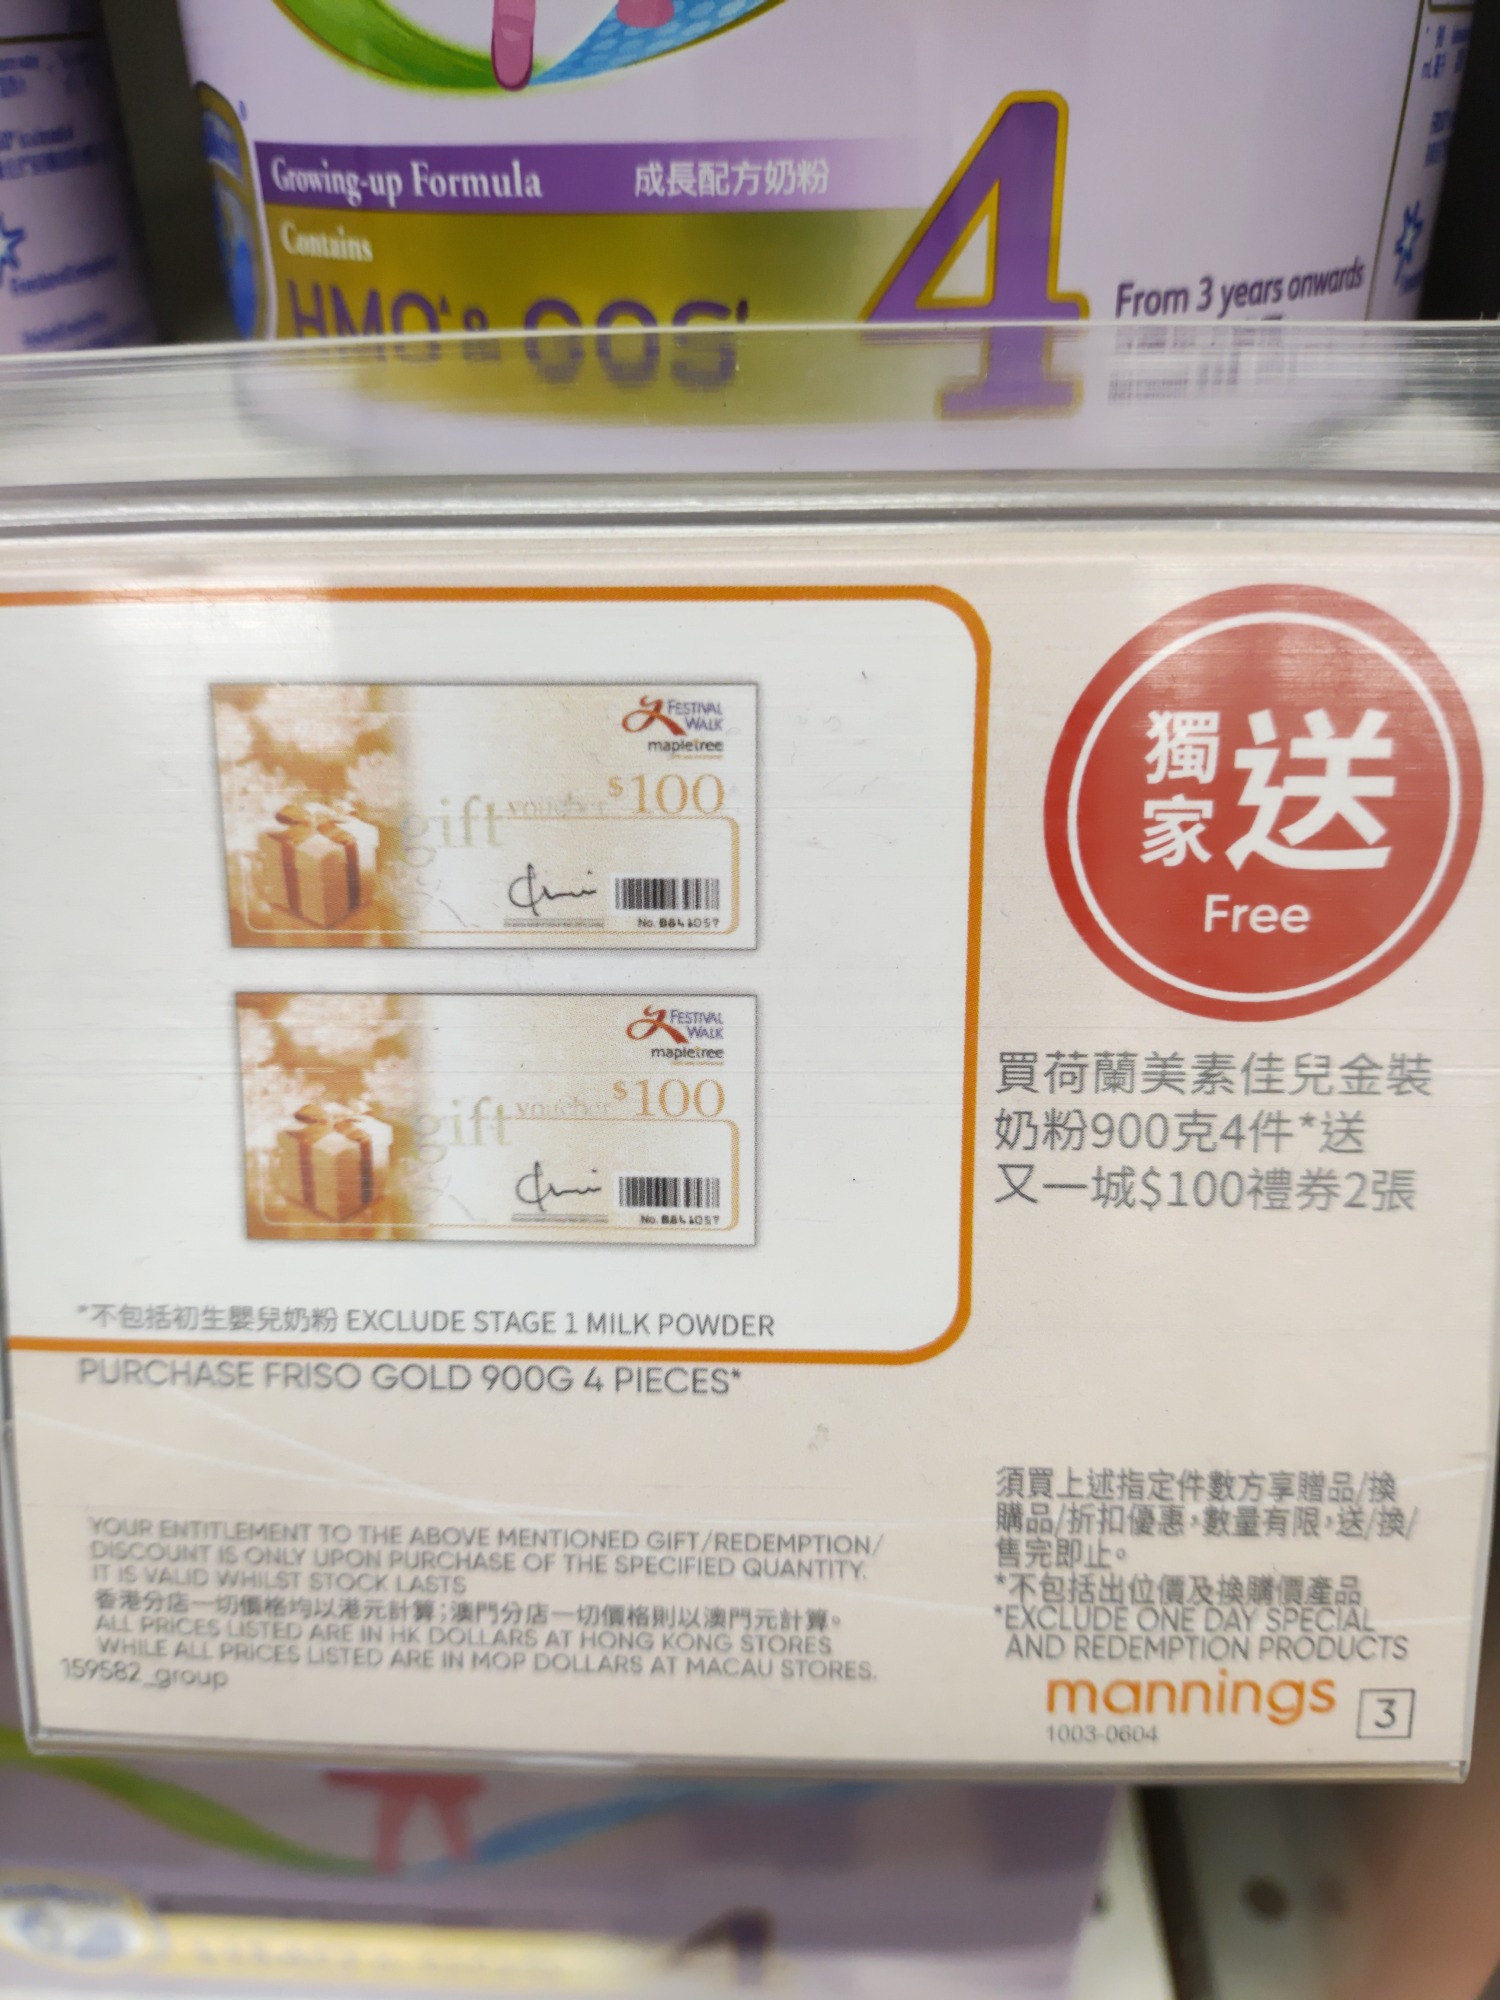 Growing-up Formula 成長配方奶粉
Contains
4
From 3 years onwards
FESTIVAL
WALK
mapletree
gift voucher $100
FESTIVAL
WALK
mapletree
gift voucher $100
獨家送
Free
買荷蘭美素佳兒金裝
奶粉900克4件*送
又一城$100禮券2張
*不包括初生嬰兒奶粉 EXCLUDE STAGE 1 MILK POWDER
PURCHASE FRISO GOLD 900G 4 PIECES*
YOUR ENTITLEMENT TO THE ABOVE MENTIONED GIFT/REDEMPTION/
DISCOUNT IS ONLY UPON PURCHASE OF THE SPECIFIED QUANTITY.
IT IS VALID WHILST STOCK LASTS
香港分店一切價格均以港元計算;澳門分店一切價格則以澳門元計算。
ALL PRICES LISTED ARE IN HK DOLLARS AT HONG KONG STORES
WHILE ALL PRICES LISTED ARE IN MOP DOLLARS AT MACAU STORES.
159582_group
須買上述指定件數方享贈品/換
購品/折扣優惠,數量有限,送/換/
售完即止。
*不包括出位價及換購價產品
*EXCLUDE ONE DAY SPECIAL
AND REDEMPTION PRODUCTS
mannings
1003-0604
3